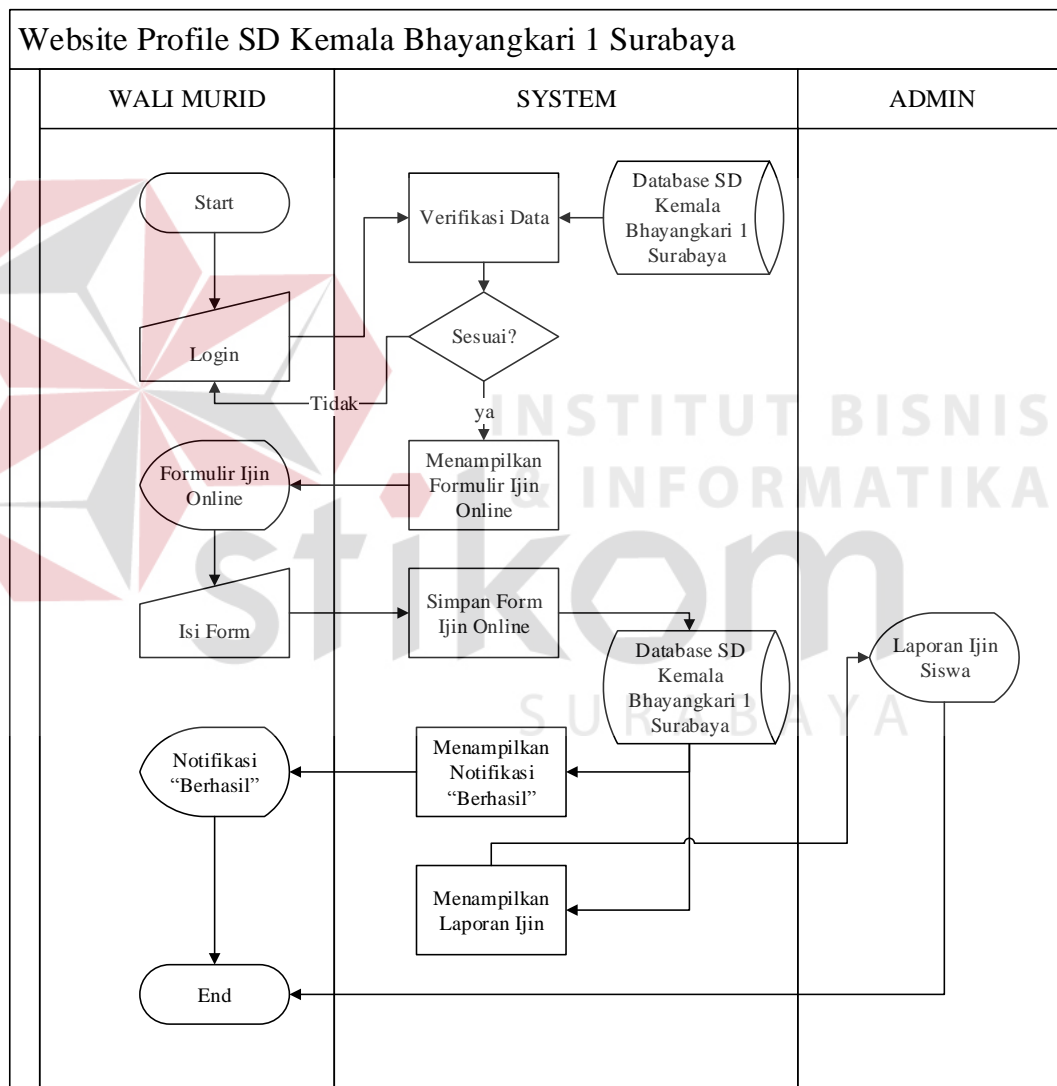 Website Profile SD Kemala Bhayangkari 1 Surabaya
WALI MURID
SYSTEM
ADMIN
Start
Verifikasi Data
Database SD
Kemala
Bhayangkari 1
Surabaya
Login
Sesuai?
Tidak
ya
Formulir Ijin
Online
Menampilkan
Formulir Ijin
Online
Isi Form
Simpan Form
Ijin Online
Database SD
Kemala
Bhayangkari 1
Surabaya
Laporan Ijin
Siswa
Notifikasi
“Berhasil”
Menampilkan
Notifikasi
“Berhasil”
Menampilkan
Laporan Ijin
End
INSTITUT BISNIS
& INFORMATIKA
stikom
SURABAYA